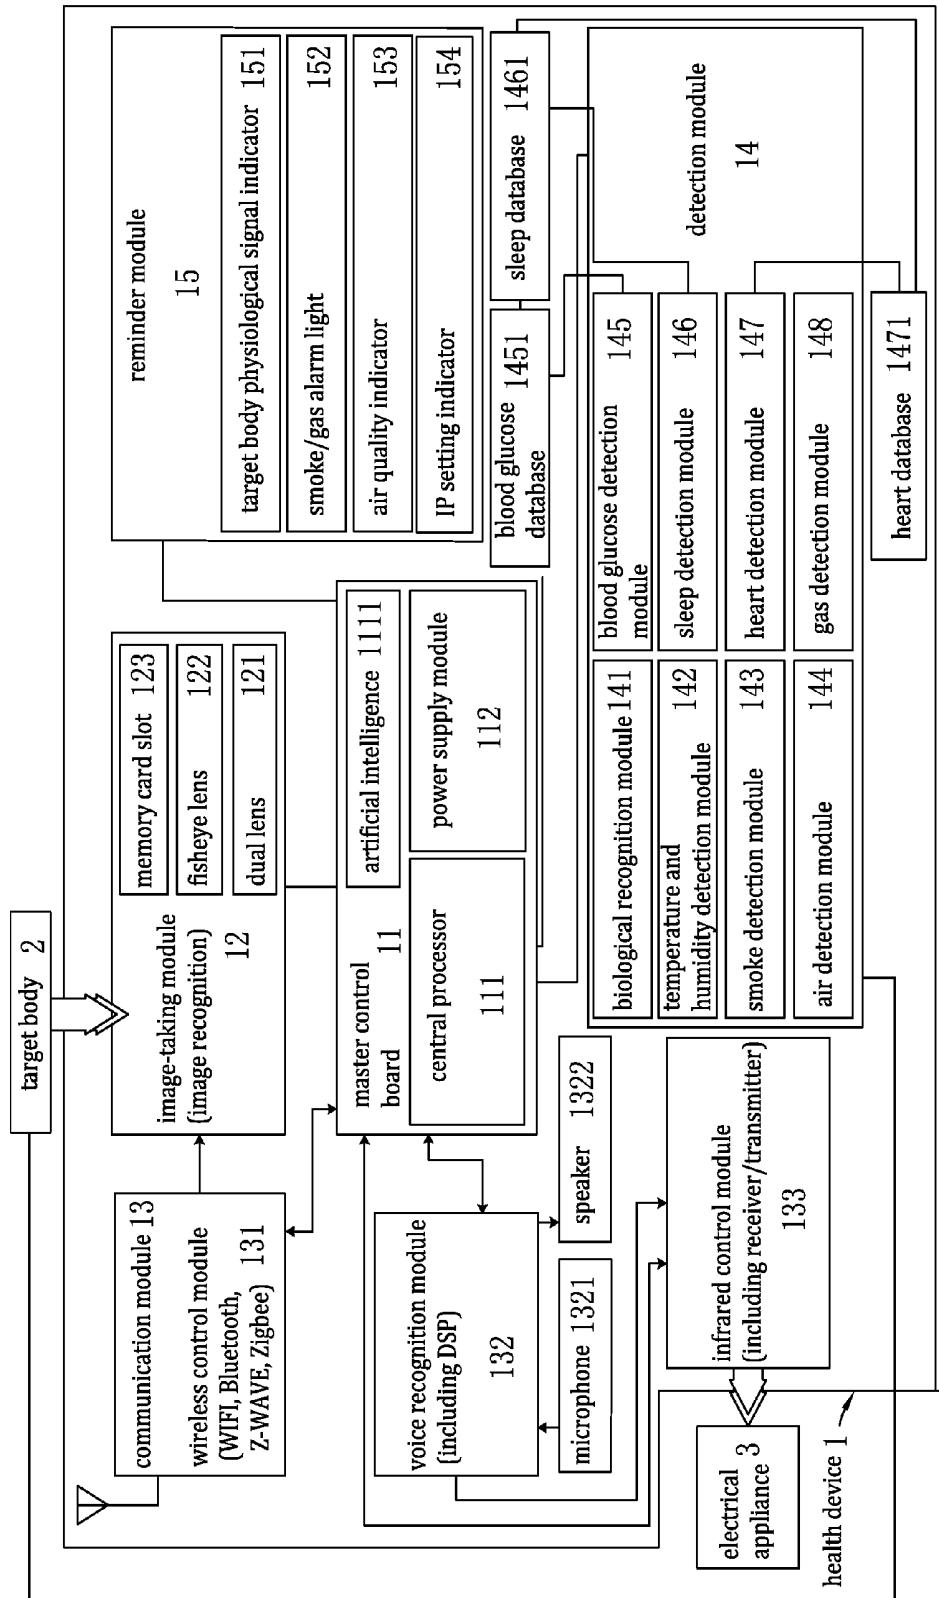 target body 2
communication module 13
wireless control module
(WIFI, Bluetooth,
Z-WAVE, Zigbee) 131
image-taking module
(image recognition)
12
memory card slot 123
fisheye lens 122
dual lens 121
reminder module
15
target body physiological signal indicator 151
smoke/gas alarm light 152
air quality indicator 153
IP setting indicator 154
master control
board 11
artificial intelligence 1111
central processor
111
power supply module
112
voice recognition module
(including DSP)
132
microphone 1321
speaker 1322
blood glucose
database 1451
sleep database 1461
biological recognition module 141
temperature and
humidity detection module 142
smoke detection module 143
air detection module 144
blood glucose detection
module 145
sleep detection module 146
heart detection module 147
gas detection module 148
detection module
14
infrared control module
(including receiver/transmitter)
133
electrical
appliance 3
health device 1
heart database 1471